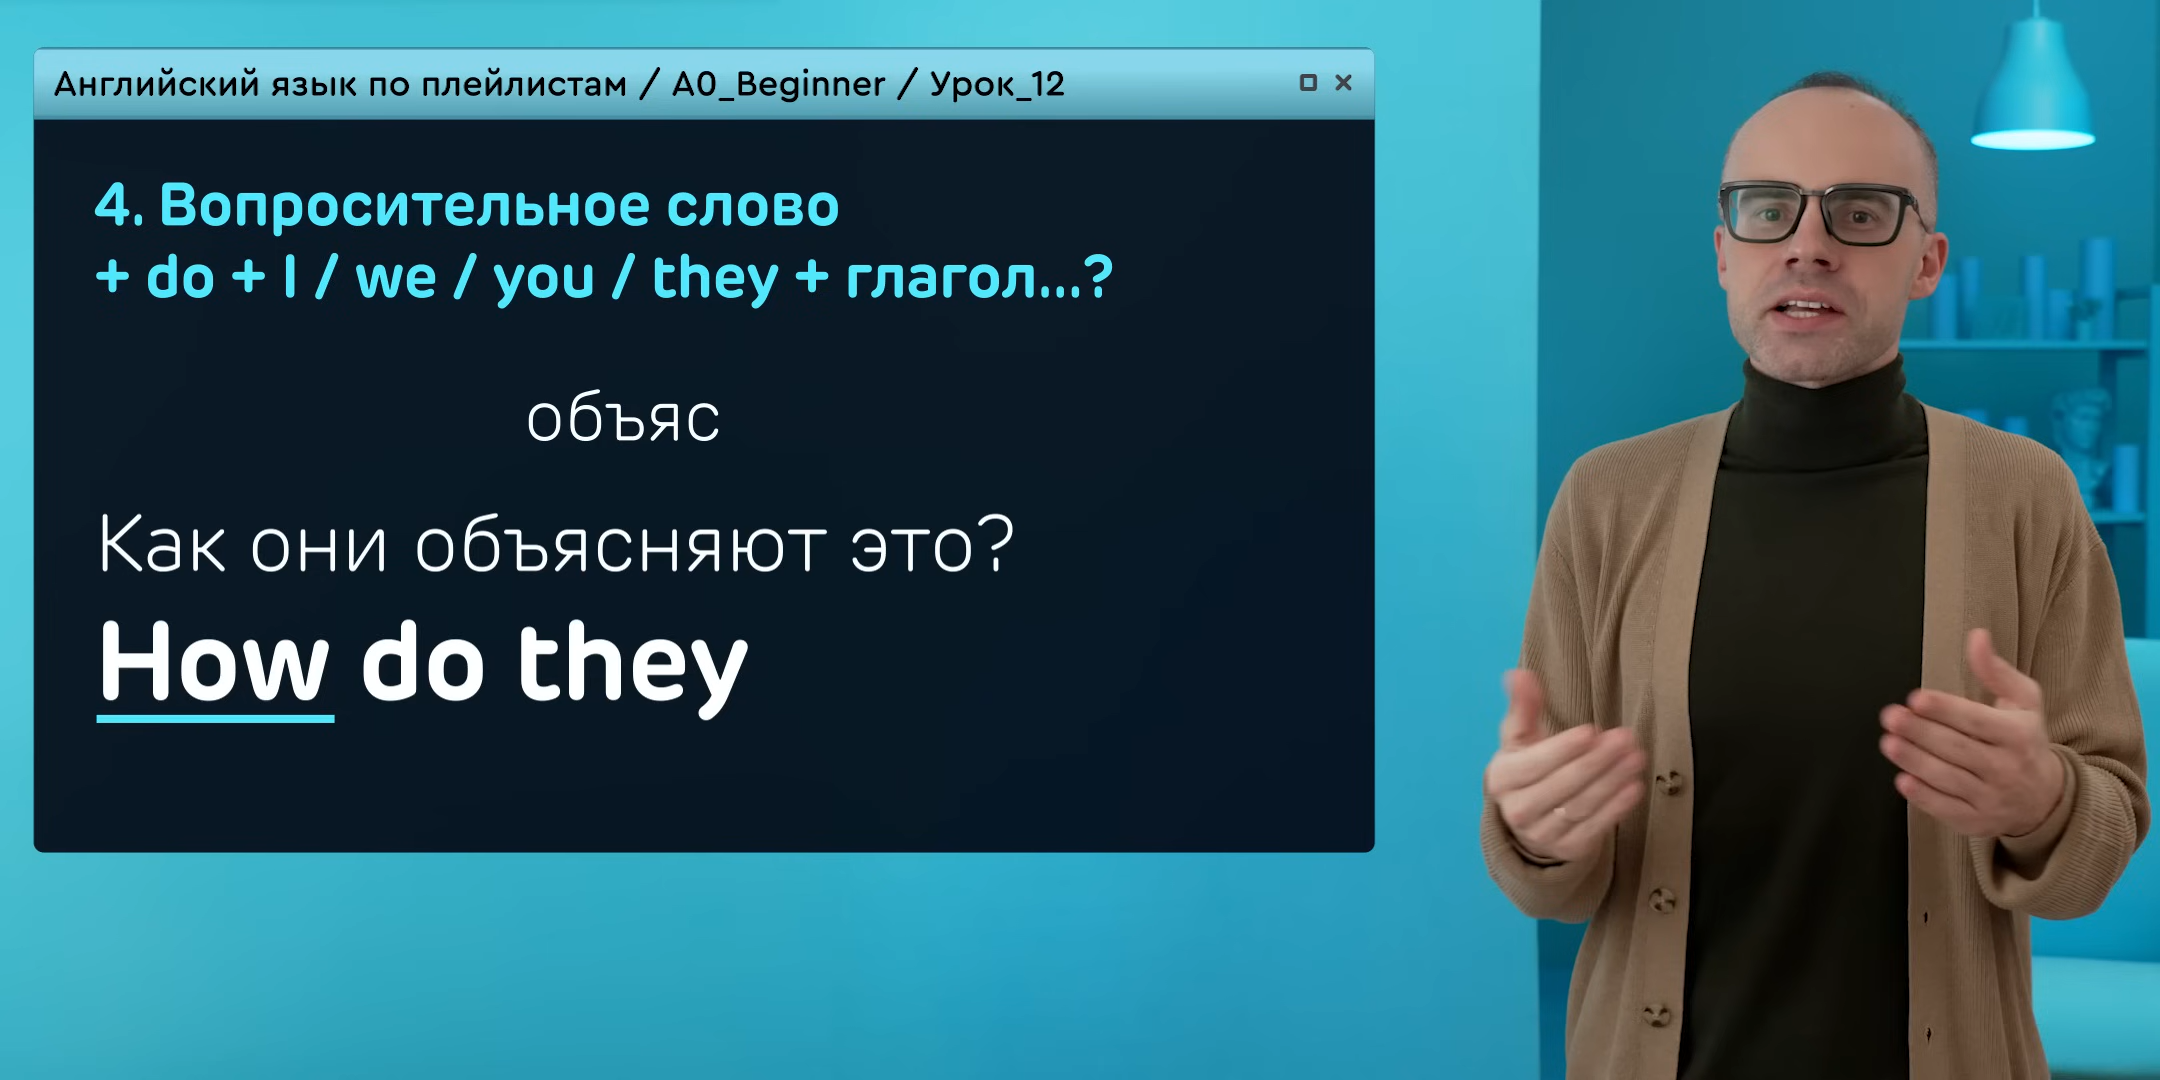 Английский язык по плейлистам / A0_Beginner / Урок_12
4. Вопросительное слово
+ do + I / we / you / they + глагол...?
объяс
Как они объясняют это?
How do they